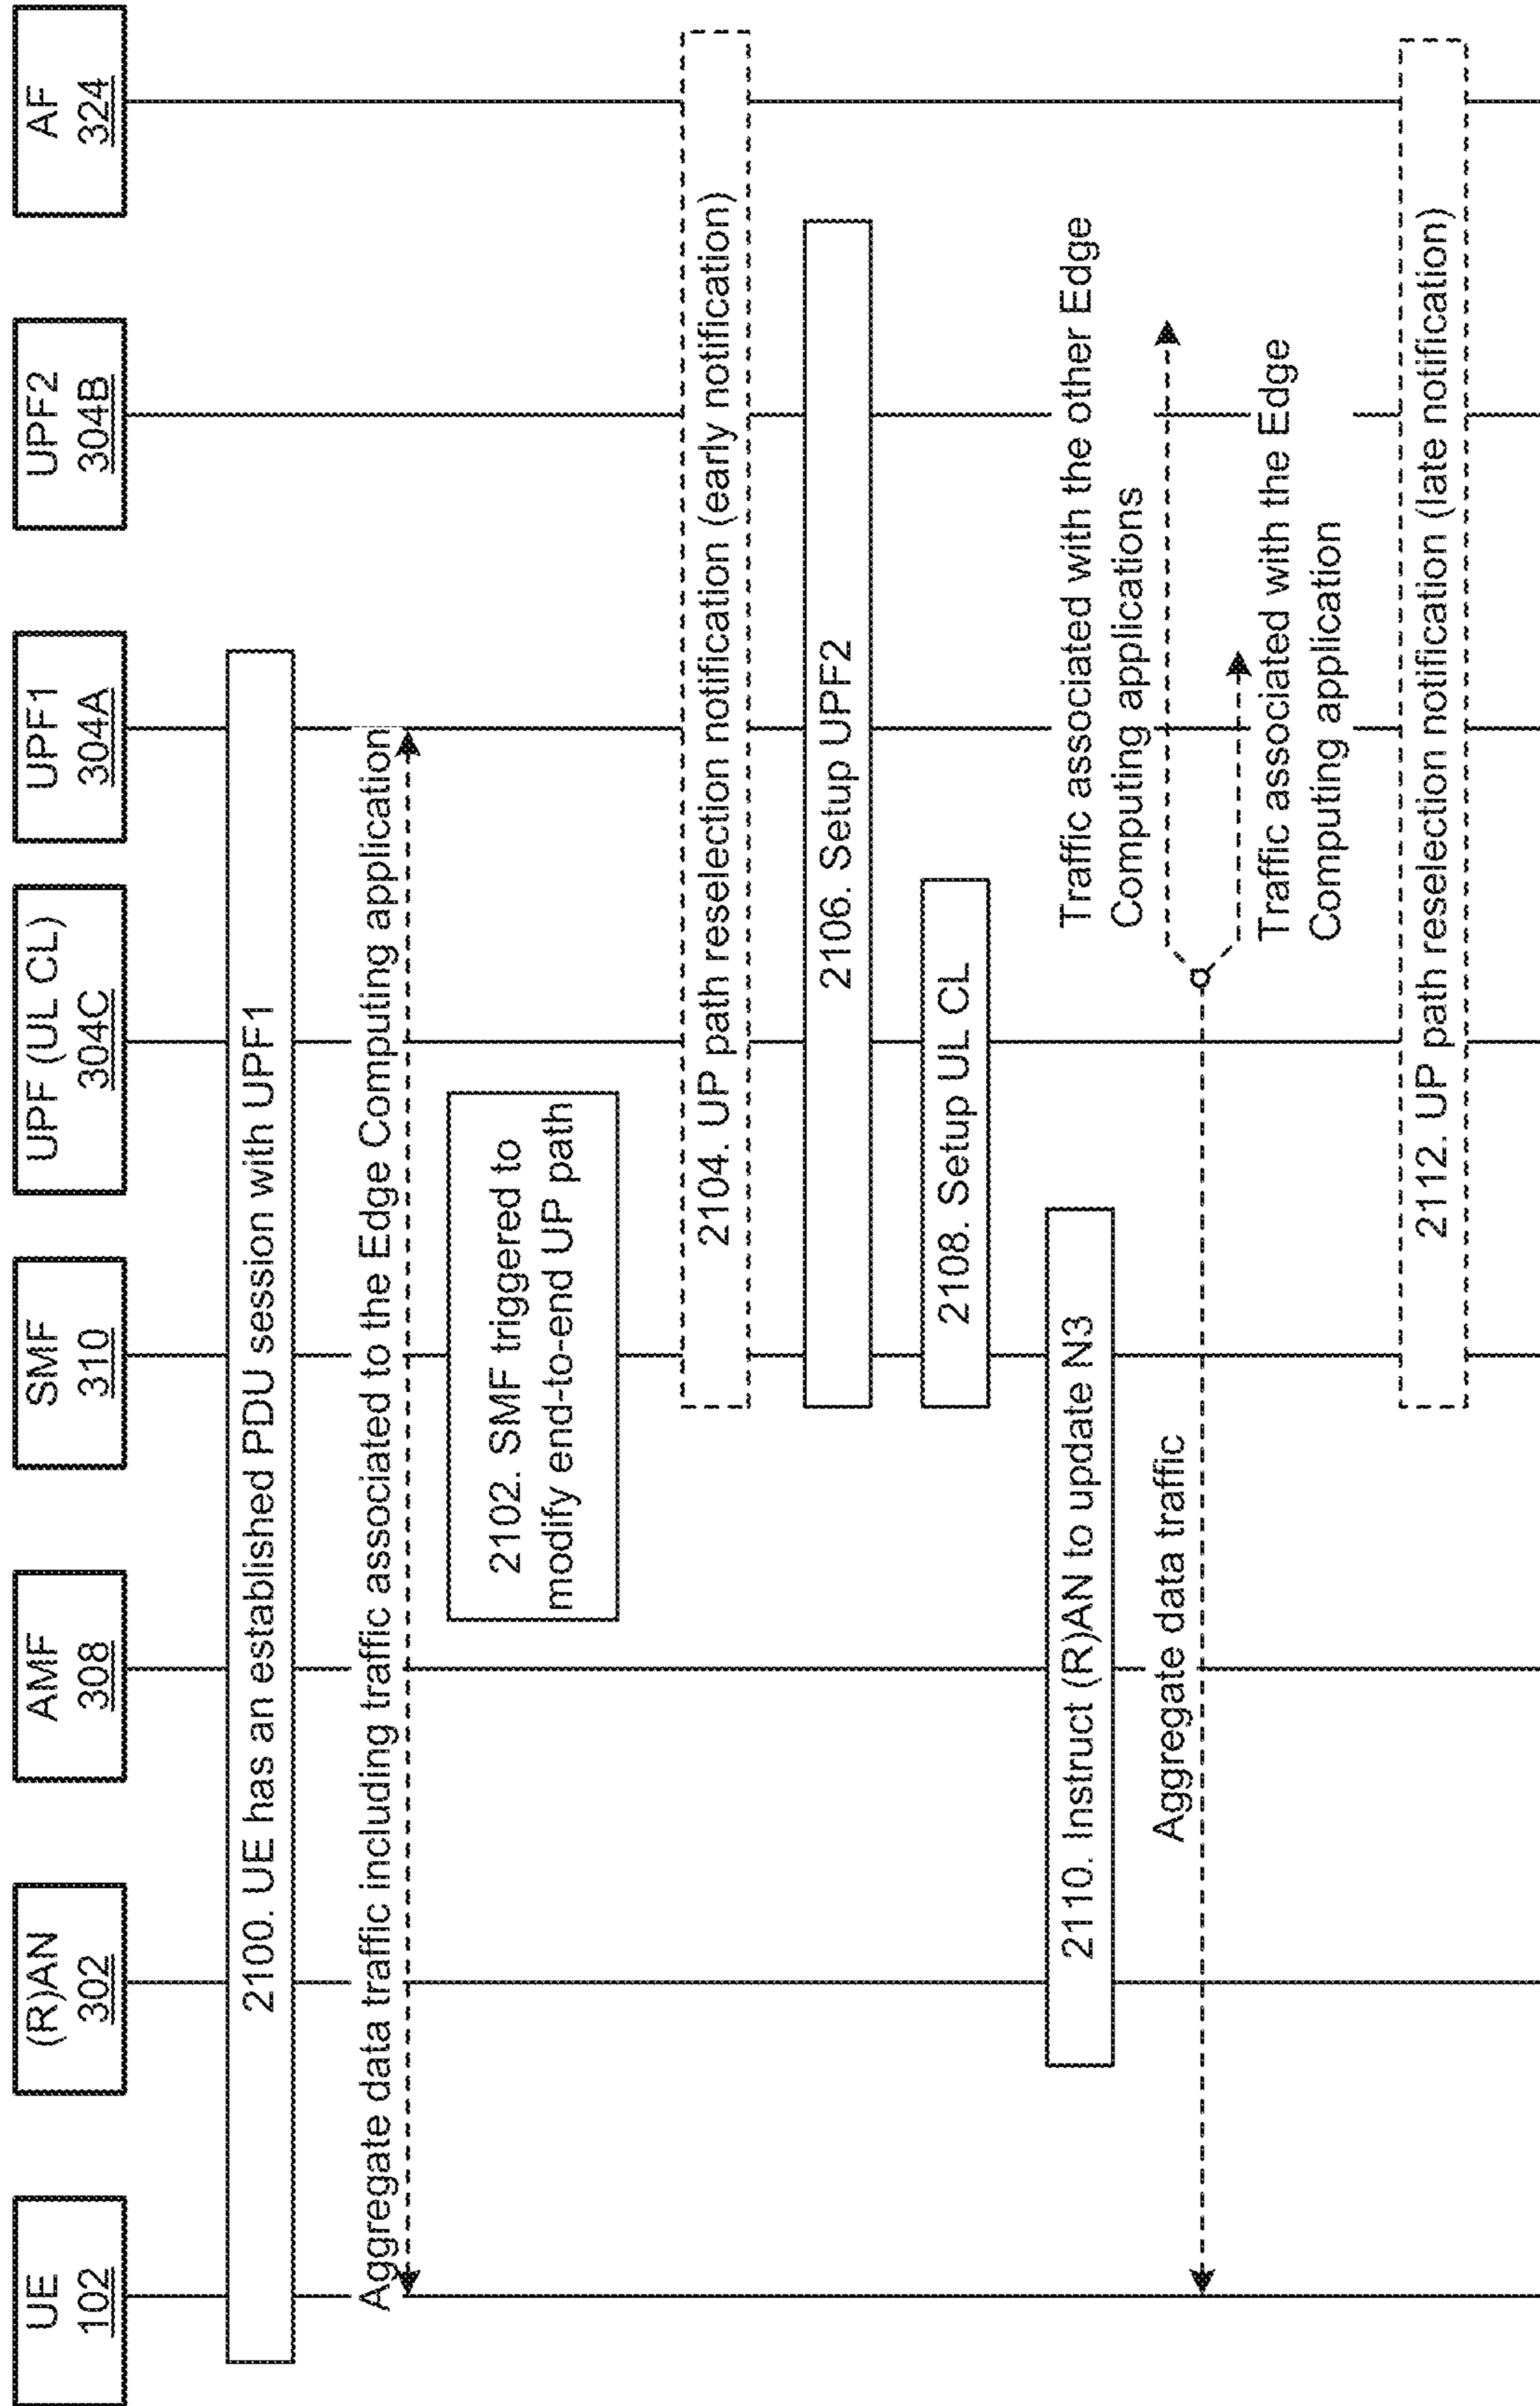 UE
102
(R)AN
302
AMF
308
SMF
310
UPF (UL CL)
304C
UPF1
304A
UPF2
304B
AF
324
2100. UE has an established PDU session with UPF1
Aggregate data traffic including traffic associated to the Edge Computing application
2102. SMF triggered to
modify end-to-end UP path
2104. UP path reselection notification (early notification)
2106. Setup UPF2
2108. Setup UL CL
2110. Instruct (R)AN to update N3
Traffic associated with the other Edge
Computing applications
Aggregate data traffic
Traffic associated with the Edge
Computing application
2112. UP path reselection notification (late notification)